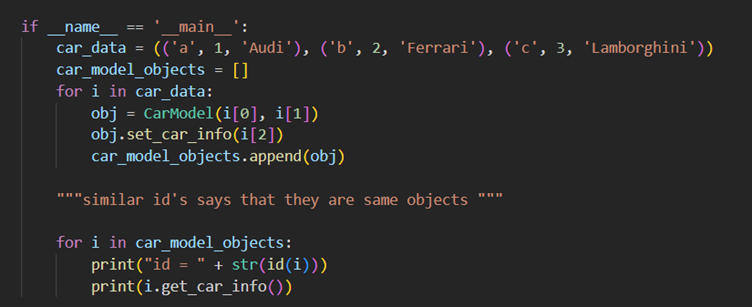 if __name__ == '__main__':
    car_data = (('a', 1, 'Audi'), ('b', 2, 'Ferrari'), ('c', 3, 'Lamborghini'))
    car_model_objects = []
    for i in car_data:
        obj = CarModel(i[0], i[1])
        obj.set_car_info(i[2])
        car_model_objects.append(obj)

    """similar id's says that they are same objects """

    for i in car_model_objects:
        print("id = " + str(id(i)))
        print(i.get_car_info())